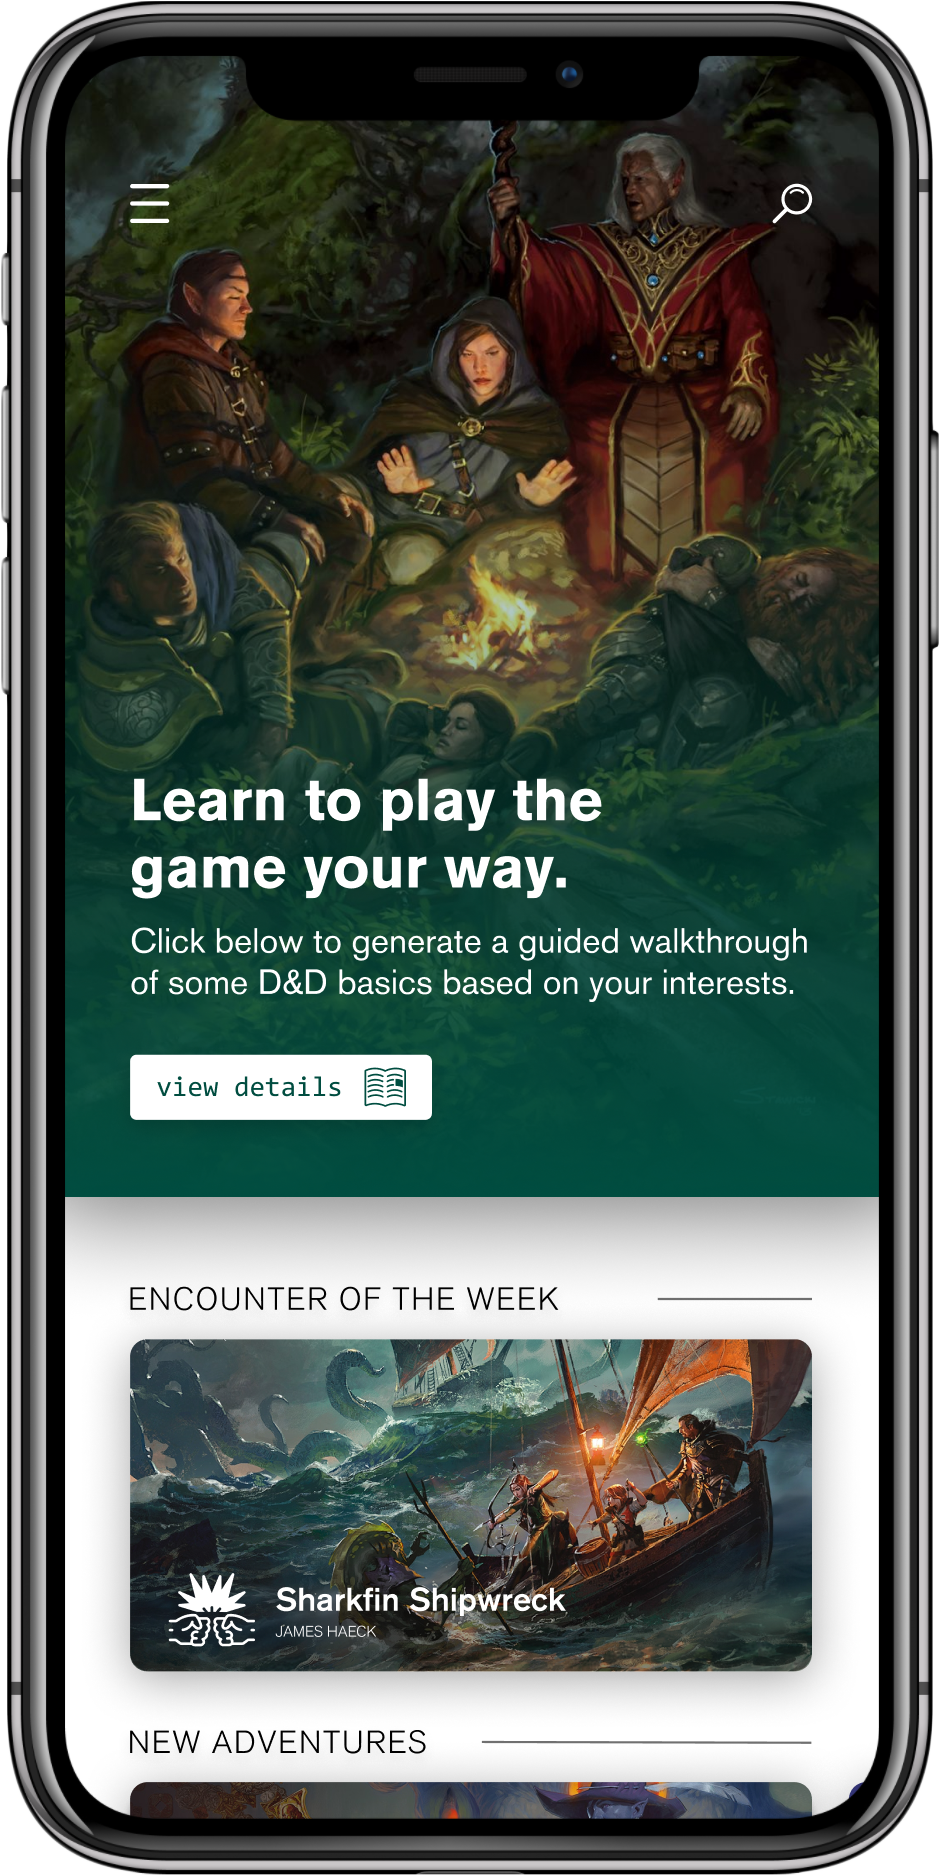 Learn to play the
game your way.
Click below to generate a guided walkthrough
of some D&D basics based on your interests.
view details
ENCOUNTER OF THE WEEK
Sharkfin Shipwreck
JAMES HAECK
NEW ADVENTURES